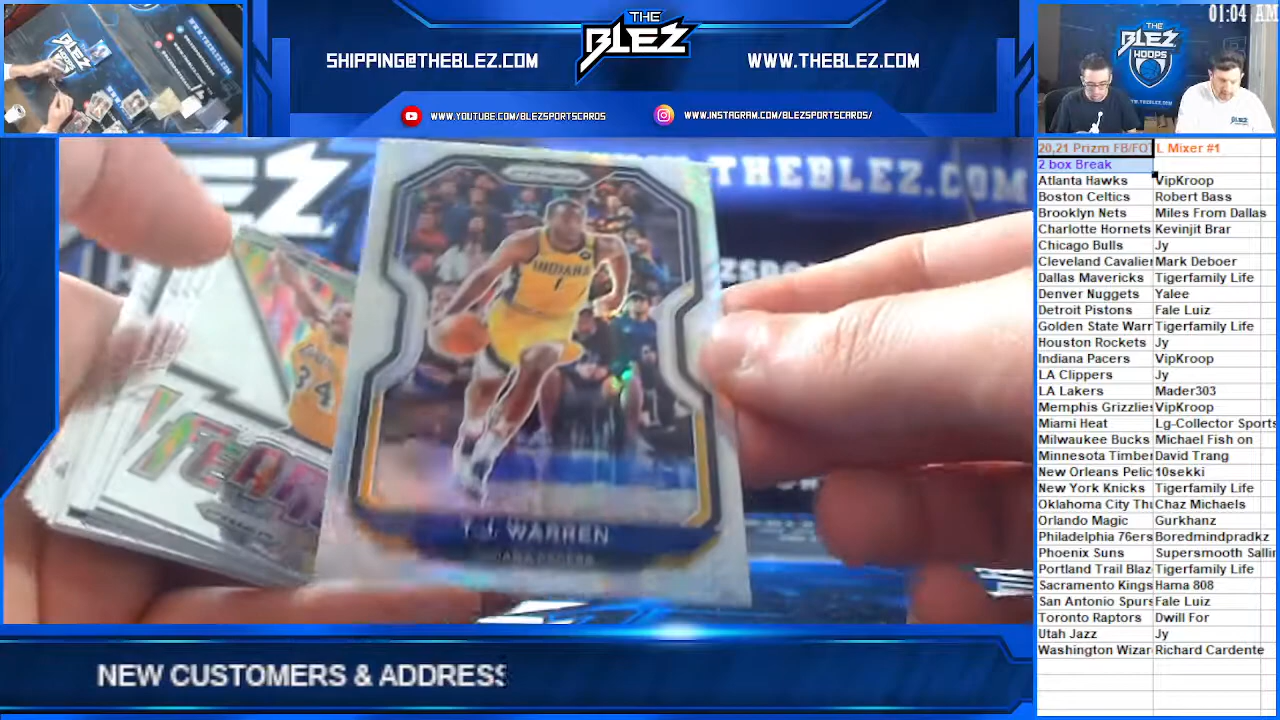 THE
BLEZ
SHIPPING@THEBLEZ.COM
WWW.THEBLEZ.COM
WWW.YOUTUBE.COM/BLEZSPORTSCARDS
WWW.INSTAGRAM.COM/BLEZSPORTSCARDS/
01:04 AM
THE
BLEZ
HOOPS
THEBLEZ.COM
INDIANA
1
34
T.J. WARREN
20,21 Prizm FB/FO L Mixer #1
2 box Break
Atlanta Hawks VipKroop
Boston Celtics Robert Bass
Brooklyn Nets Miles From Dallas
Charlotte Hornets Kevinjit Brar
Chicago Bulls Jy
Cleveland Cavalier Mark Deboer
Dallas Mavericks Tigerfamily Life
Denver Nuggets Yalee
Detroit Pistons Fale Luiz
Golden State Warr Tigerfamily Life
Houston Rockets Jy
Indiana Pacers VipKroop
LA Clippers Jy
LA Lakers Mader303
Memphis Grizzlies VipKroop
Miami Heat Lg-Collector Sports
Milwaukee Bucks Michael Fish on
Minnesota Timber David Trang
New Orleans Pelic 10sekki
New York Knicks Tigerfamily Life
Oklahoma City Thu Chaz Michaels
Orlando Magic Gurkhanz
Philadelphia 76ers Boredmindpradkz
Phoenix Suns Supersmooth Sallin
Portland Trail Blaz Tigerfamily Life
Sacramento Kings Hama 808
San Antonio Spurs Fale Luiz
Toronto Raptors Dwill For
Utah Jazz Jy
Washington Wizar Richard Cardente
NEW CUSTOMERS & ADDRESS